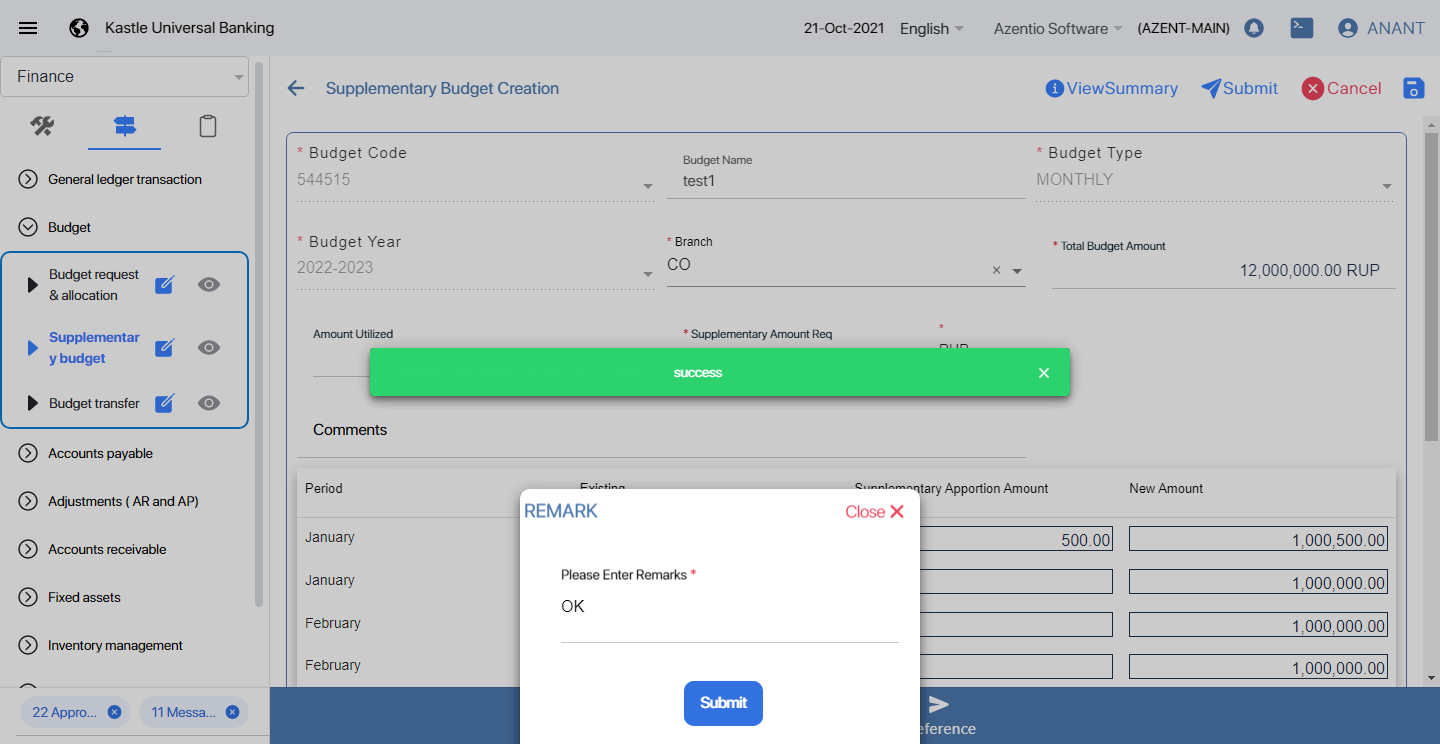 Kastle Universal Banking
21-Oct-2021 English Azentio Software (AZENT-MAIN) ANANT
Finance
Supplementary Budget Creation
ViewSummary Submit Cancel
General ledger transaction
Budget
Budget request
& allocation
Supplementar
y budget
Budget transfer
Accounts payable
Adjustments ( AR and AP)
Accounts receivable
Fixed assets
Inventory management
22 Appro... 11 Messa...
* Budget Code
544515
Budget Name
test1
* Budget Type
MONTHLY
* Budget Year
2022-2023
* Branch
CO
* Total Budget Amount
12,000,000.00 RUP
Amount Utilized
* Supplementary Amount Req
*
RUP
success
Comments
Period Existing Supplementary Apportion Amount New Amount
January 500.00 1,000,500.00
January 1,000,000.00
February 1,000,000.00
February 1,000,000.00
REMARK Close
Please Enter Remarks *
OK
Submit
eference